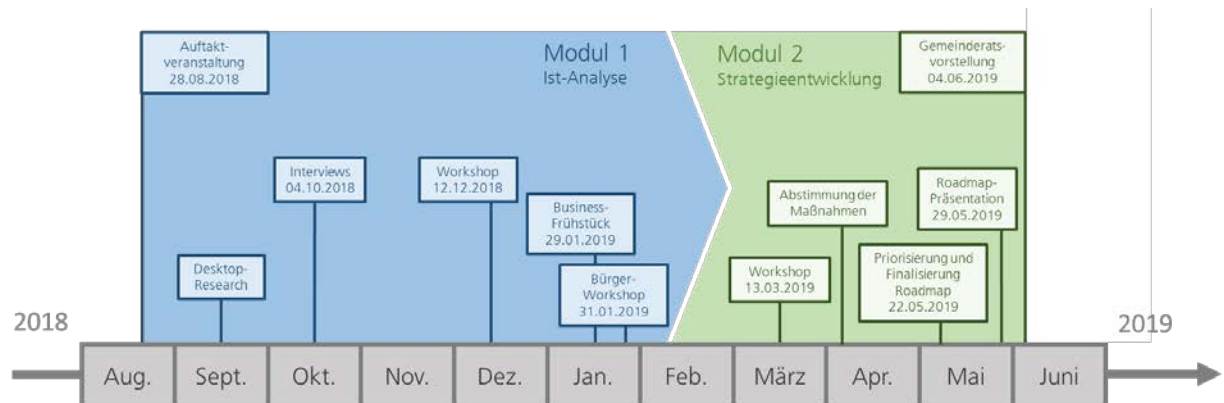 Auftakt-
veranstaltung
28.08.2018
Modul 1
Ist-Analyse
Modul 2
Strategieentwicklung
Gemeinderats-
vorstellung
04.06.2019
Interviews
04.10.2018
Workshop
12.12.2018
Business-
Frühstück
29.01.2019
Abstimmung der
Maßnahmen
Roadmap-
Präsentation
29.05.2019
Desktop-
Research
Bürger-
Workshop
31.01.2019
Workshop
13.03.2019
Priorisierung und
Finalisierung
Roadmap
22.05.2019
2018
2019
Aug.
Sept.
Okt.
Nov.
Dez.
Jan.
Feb.
März
Apr.
Mai
Juni